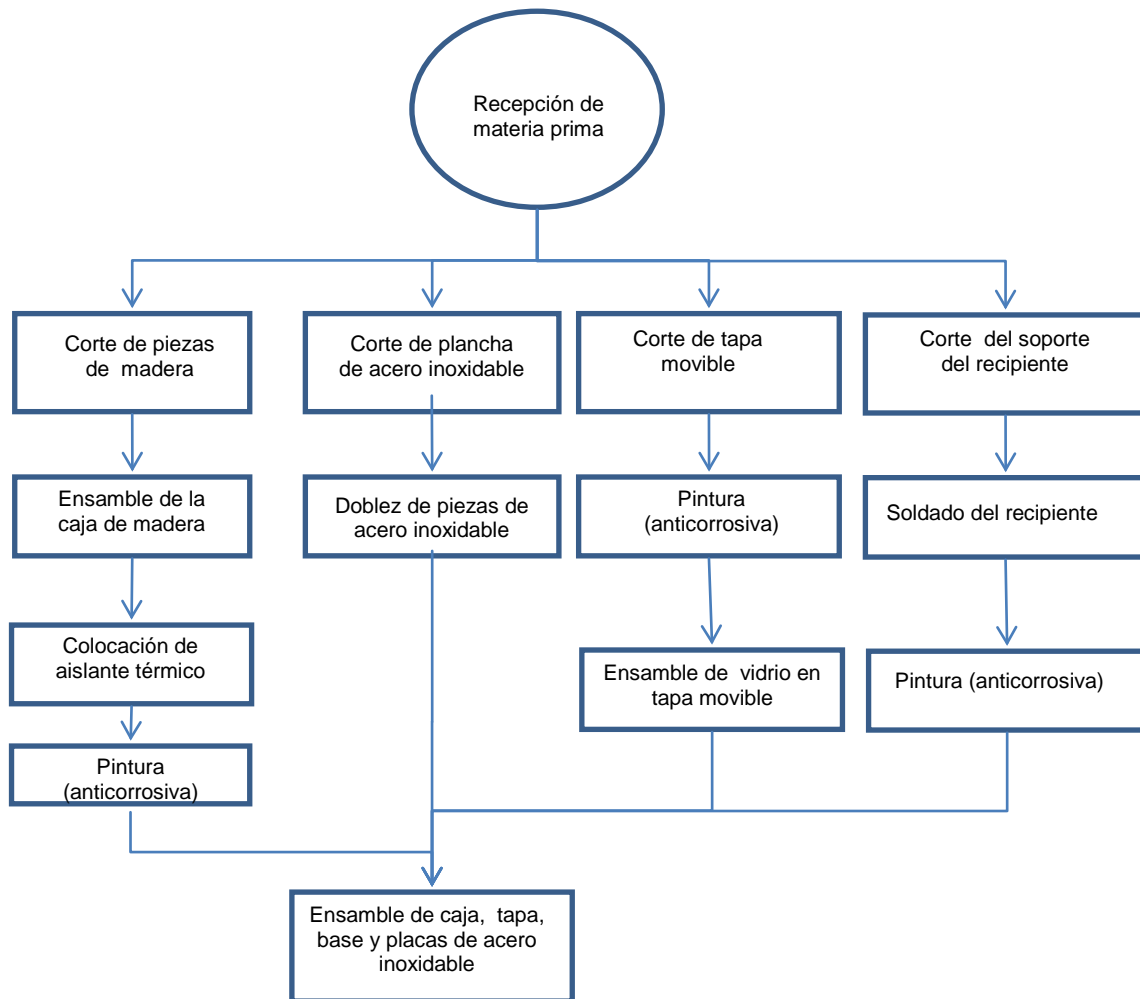 Recepción de
materia prima
Corte de piezas
de madera
Corte de plancha
de acero inoxidable
Corte de tapa
movible
Corte del soporte
del recipiente
Ensamble de la
caja de madera
Doblez de piezas de
acero inoxidable
Pintura
(anticorrosiva)
Soldado del recipiente
Colocación de
aislante térmico
Ensamble de vidrio en
tapa movible
Pintura (anticorrosiva)
Pintura
(anticorrosiva)
Ensamble de caja, tapa,
base y placas de acero
inoxidable